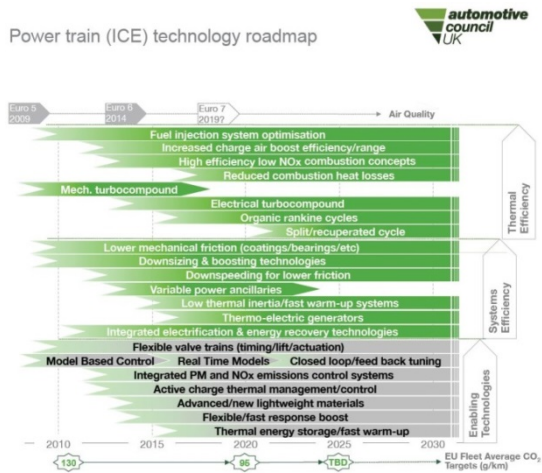 automotive
council
UK
Power train (ICE) technology roadmap
Euro 5
2009
Euro 6
2014
Euro 7
2019?
Air Quality
Fuel injection system optimisation
Increased charge air boost efficiency/range
High efficiency low NOx combustion concepts
Reduced combustion heat losses
Mech. turbocompound
Electrical turbocompound
Organic rankine cycles
Split/recuperated cycle
Thermal
Efficiency
Lower mechanical friction (coatings/bearings/etc)
Downsizing & boosting technologies
Downspeeding for lower friction
Variable power ancillaries
Low thermal inertia/fast warm-up systems
Thermo-electric generators
Integrated electrification & energy recovery technologies
Systems
Efficiency
Flexible valve trains (timing/lift/actuation)
Model Based Control Real Time Models Closed loop/feed back tuning
Integrated PM and NOx emissions control systems
Active charge thermal management/control
Advanced/new lightweight materials
Flexible/fast response boost
Thermal energy storage/fast warm-up
Enabling
Technologies
2010 2015 2020 2025 2030
130 95 TBD
EU Fleet Average CO₂
Targets (g/km)